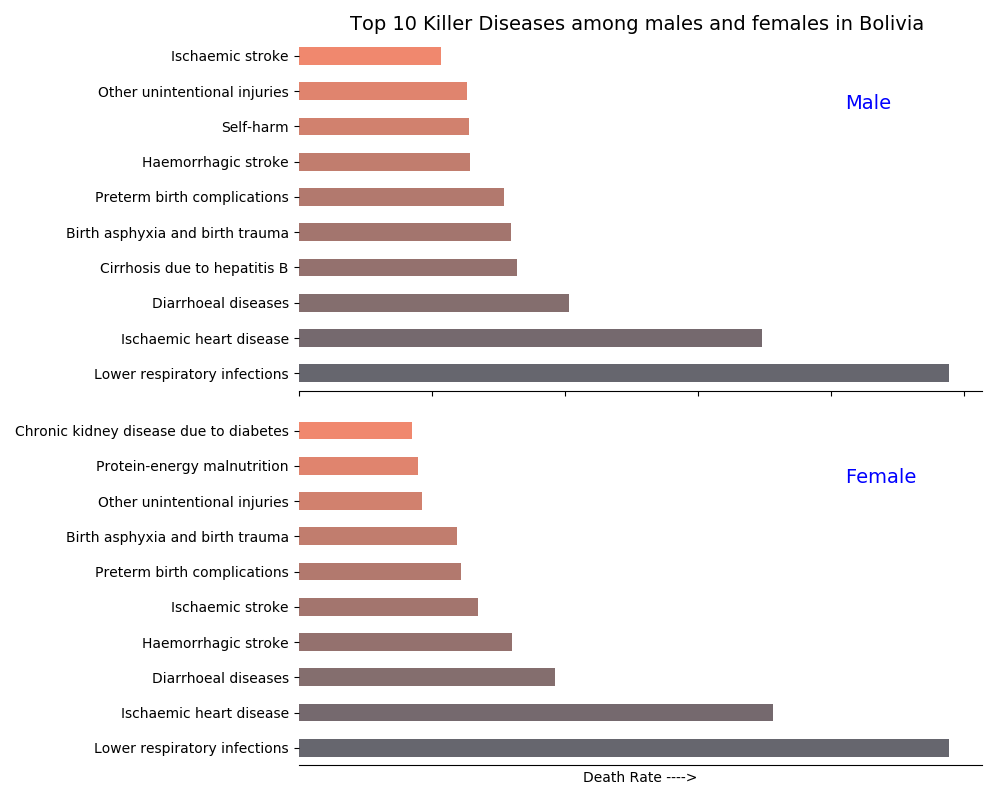 Top 10 Killer Diseases among males and females in Bolivia
Ischaemic stroke
Other unintentional injuries
Male
Self-harm
Haemorrhagic stroke
Preterm birth complications
Birth asphyxia and birth trauma
Cirrhosis due to hepatitis B
Diarrhoeal diseases
Ischaemic heart disease
Lower respiratory infections
Chronic kidney disease due to diabetes
Protein-energy malnutrition
Female
Other unintentional injuries
Birth asphyxia and birth trauma
Preterm birth complications
Ischaemic stroke
Haemorrhagic stroke
Diarrhoeal diseases
Ischaemic heart disease
Lower respiratory infections
Death Rate ---->